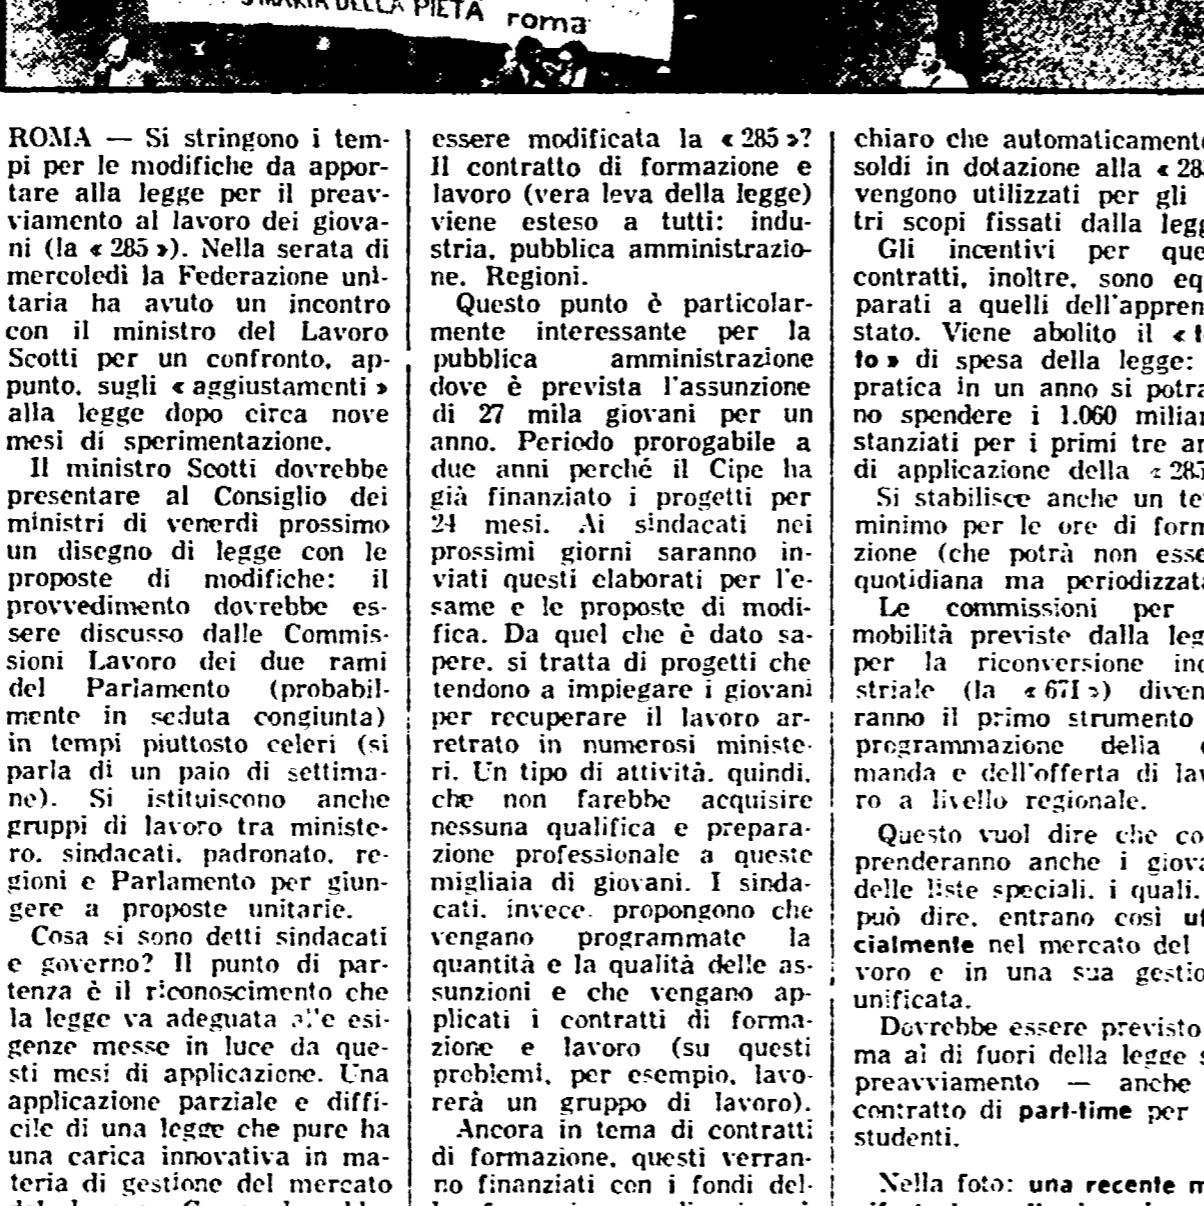 S MARIA DELLA PIETA roma
ROMA — Si stringono i tem-
pi per le modifiche da appor-
tare alla legge per il preav-
viamento al lavoro dei giova-
ni (la « 285 »). Nella serata di
mercoledì la Federazione uni-
taria ha avuto un incontro
con il ministro del Lavoro
Scotti per un confronto, ap-
punto, sugli « aggiustamenti »
alla legge dopo circa nove
mesi di sperimentazione.
Il ministro Scotti dovrebbe
presentare al Consiglio dei
ministri di venerdì prossimo
un disegno di legge con le
proposte di modifiche: il
provvedimento dovrebbe es-
sere discusso dalle Commis-
sioni Lavoro dei due rami
del Parlamento (probabil-
mente in seduta congiunta)
in tempi piuttosto celeri (si
parla di un paio di settima-
ne). Si istituiscono anche
gruppi di lavoro tra ministe-
ro, sindacati, padronato, re-
gioni e Parlamento per giun-
gere a proposte unitarie.
Cosa si sono detti sindacati
e governo? Il punto di par-
tenza è il riconoscimento che
la legge va adeguata alle esi-
genze messe in luce da que-
sti mesi di applicazione. Una
applicazione parziale e diffi-
cile di una legge che pure ha
una carica innovativa in ma-
teria di gestione del mercato
essere modificata la « 285 »?
Il contratto di formazione e
lavoro (vera leva della legge)
viene esteso a tutti: indu-
stria, pubblica amministrazio-
ne, Regioni.
Questo punto è particolar-
mente interessante per la
pubblica amministrazione
dove è prevista l'assunzione
di 27 mila giovani per un
anno. Periodo prorogabile a
due anni perché il Cipe ha
già finanziato i progetti per
24 mesi. Ai sindacati nei
prossimi giorni saranno in-
viati questi elaborati per l'e-
same e le proposte di modi-
fica. Da quel che è dato sa-
pere, si tratta di progetti che
tendono a impiegare i giovani
per recuperare il lavoro ar-
retrato in numerosi ministe-
ri. Un tipo di attività, quindi,
che non farebbe acquisire
nessuna qualifica e prepara-
zione professionale a queste
migliaia di giovani. I sinda-
cati, invece, propongono che
vengano programmate la
quantità e la qualità delle as-
sunzioni e che vengano ap-
plicati i contratti di forma-
zione e lavoro (su questi
problemi, per esempio, lavo-
rerà un gruppo di lavoro).
Ancora in tema di contratti
di formazione, questi verran-
no finanziati con i fondi del-
chiaro che automaticamente
soldi in dotazione alla « 28
vengono utilizzati per gli
tri scopi fissati dalla legg
Gli incentivi per que
contratti, inoltre, sono eq
parati a quelli dell'appren
stato. Viene abolito il « t
to » di spesa della legge:
pratica in un anno si potra
no spendere i 1.060 miliar
stanziati per i primi tre an
di applicazione della « 285
Si stabilisce anche un te
minimo per le ore di form
zione (che potrà non esse
quotidiana ma periodizzata
Le commissioni per
mobilità previste dalla leg
per la riconversione ind
striale (la « 671 ») diven
ranno il primo strumento
programmazione della
manda e dell'offerta di lav
ro a livello regionale.
Questo vuol dire che co
prenderanno anche i giova
delle liste speciali, i quali,
può dire, entrano così uf
cialmente nel mercato del
voro e in una sua gestio
unificata.
Dovrebbe essere previsto
ma al di fuori della legge s
preavviamento — anche
contratto di part-time per
studenti.
Nella foto: una recente m